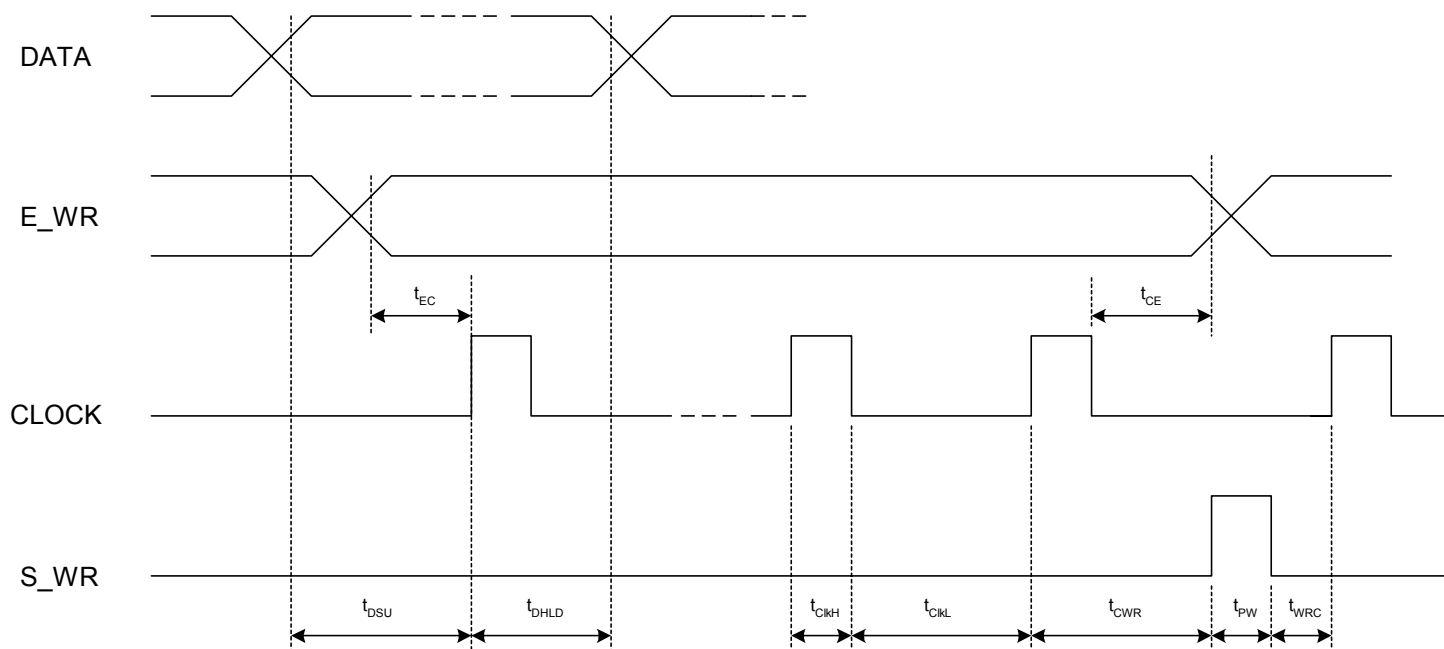 DATA
E_WR
t_EC
t_CE
CLOCK
S_WR
t_DSU
t_DHLD
t_ClkH
t_ClkL
t_CWR
t_PW
t_WRC